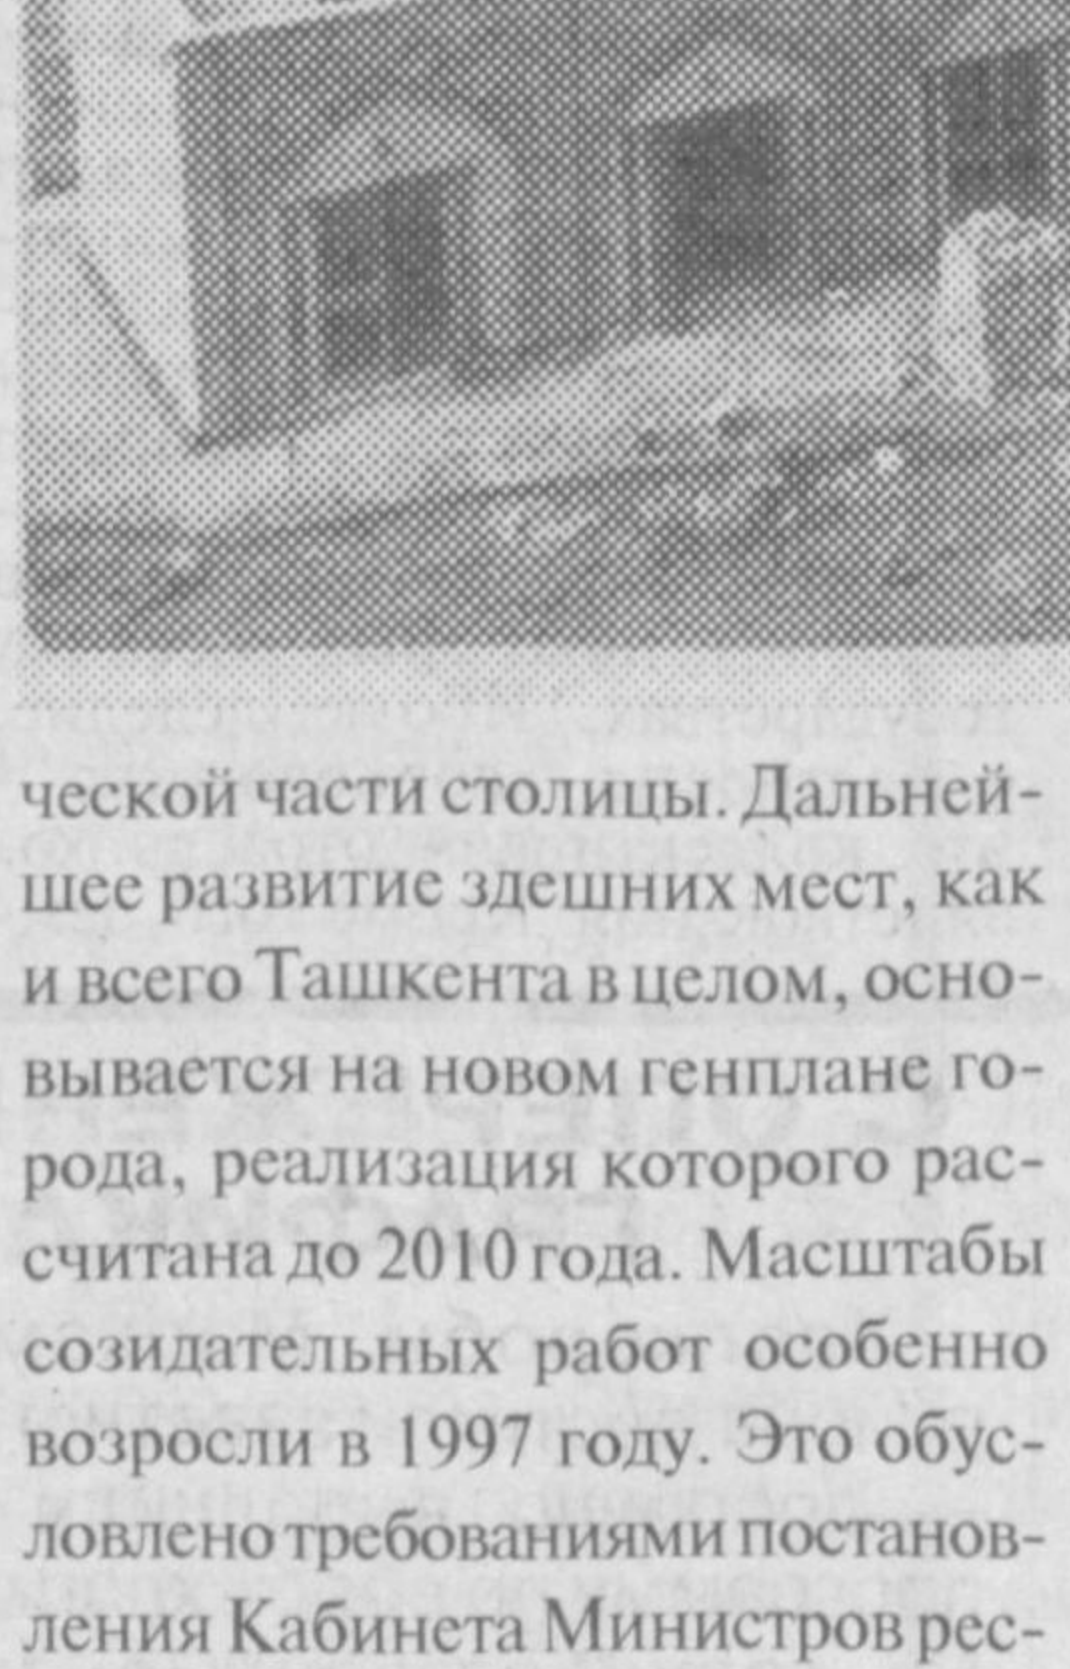 ческой части столицы. Дальней-
шее развитие здешних мест, как
и всего Ташкента в целом, осно-
вывается на новом генплане го-
рода, реализация которого рас-
считана до 2010 года. Масштабы
созидательных работ особенно
возросли в 1997 году. Это обус-
ловлено требованиями постанов-
ления Кабинета Министров рес-